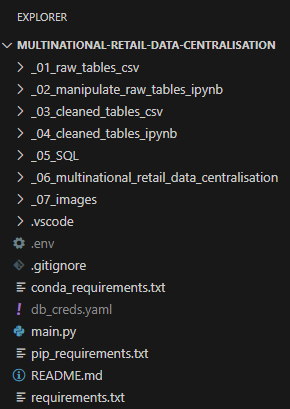 EXPLORER
MULTINATIONAL-RETAIL-DATA-CENTRALISATION
_01_raw_tables_csv
_02_manipulate_raw_tables_ipynb
_03_cleaned_tables_csv
_04_cleaned_tables_ipynb
_05_SQL
_06_multinational_retail_data_centralisation
_07_images
.vscode
.env
.gitignore
conda_requirements.txt
db_creds.yaml
main.py
pip_requirements.txt
README.md
requirements.txt